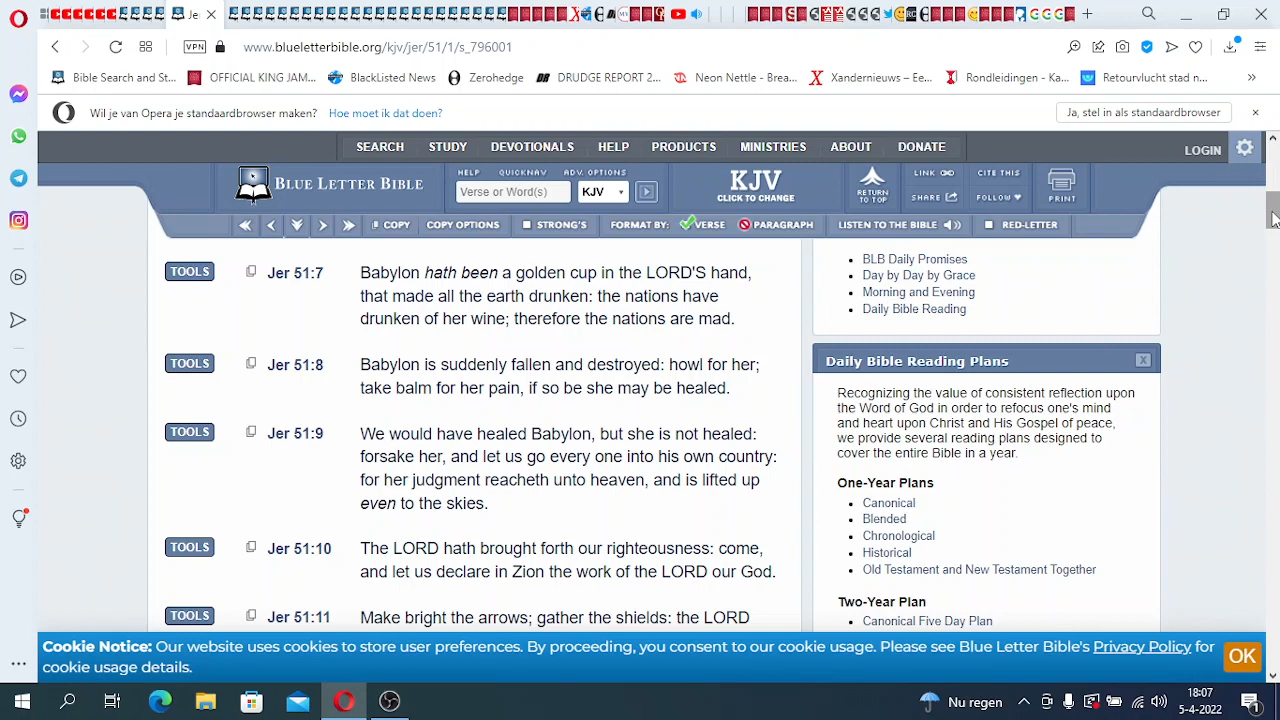 Je
www.blueletterbible.org/kjv/jer/51/1/s_796001
VPN
Bible Search and St...
OFFICIAL KING JAM...
BlackListed News
Zerohedge
DRUDGE REPORT 2...
Neon Nettle - Brea...
Xandernieuws – Ee...
Rondleidingen - Ka...
Retourvlucht stad n...
Wil je van Opera je standaardbrowser maken?
Hoe moet ik dat doen?
Ja, stel in als standaardbrowser
SEARCH
STUDY
DEVOTIONALS
HELP
PRODUCTS
MINISTRIES
ABOUT
DONATE
LOGIN
BLUE LETTER BIBLE
HELP
QUICKNAV
ADV. OPTIONS
Verse or Word(s)
KJV
KJV
CLICK TO CHANGE
RETURN
TO TOP
LINK
SHARE
CITE THIS
FOLLOW
PRINT
COPY
COPY OPTIONS
STRONG'S
FORMAT BY:
VERSE
PARAGRAPH
LISTEN TO THE BIBLE
RED-LETTER
TOOLS
Jer 51:7
Babylon hath been a golden cup in the LORD'S hand,
that made all the earth drunken: the nations have
drunken of her wine; therefore the nations are mad.
TOOLS
Jer 51:8
Babylon is suddenly fallen and destroyed: howl for her;
take balm for her pain, if so be she may be healed.
TOOLS
Jer 51:9
We would have healed Babylon, but she is not healed:
forsake her, and let us go every one into his own country:
for her judgment reacheth unto heaven, and is lifted up
even to the skies.
TOOLS
Jer 51:10
The LORD hath brought forth our righteousness: come,
and let us declare in Zion the work of the LORD our God.
TOOLS
Jer 51:11
Make bright the arrows; gather the shields: the LORD
BLB Daily Promises
Day by Day by Grace
Morning and Evening
Daily Bible Reading
Daily Bible Reading Plans
Recognizing the value of consistent reflection upon
the Word of God in order to refocus one's mind
and heart upon Christ and His Gospel of peace,
we provide several reading plans designed to
cover the entire Bible in a year.
One-Year Plans
Canonical
Blended
Chronological
Historical
Old Testament and New Testament Together
Two-Year Plan
Canonical Five Day Plan
Cookie Notice: Our website uses cookies to store user preferences. By proceeding, you consent to our cookie usage. Please see Blue Letter Bible's Privacy Policy for
cookie usage details.
OK
Nu regen
18:07
5-4-2022